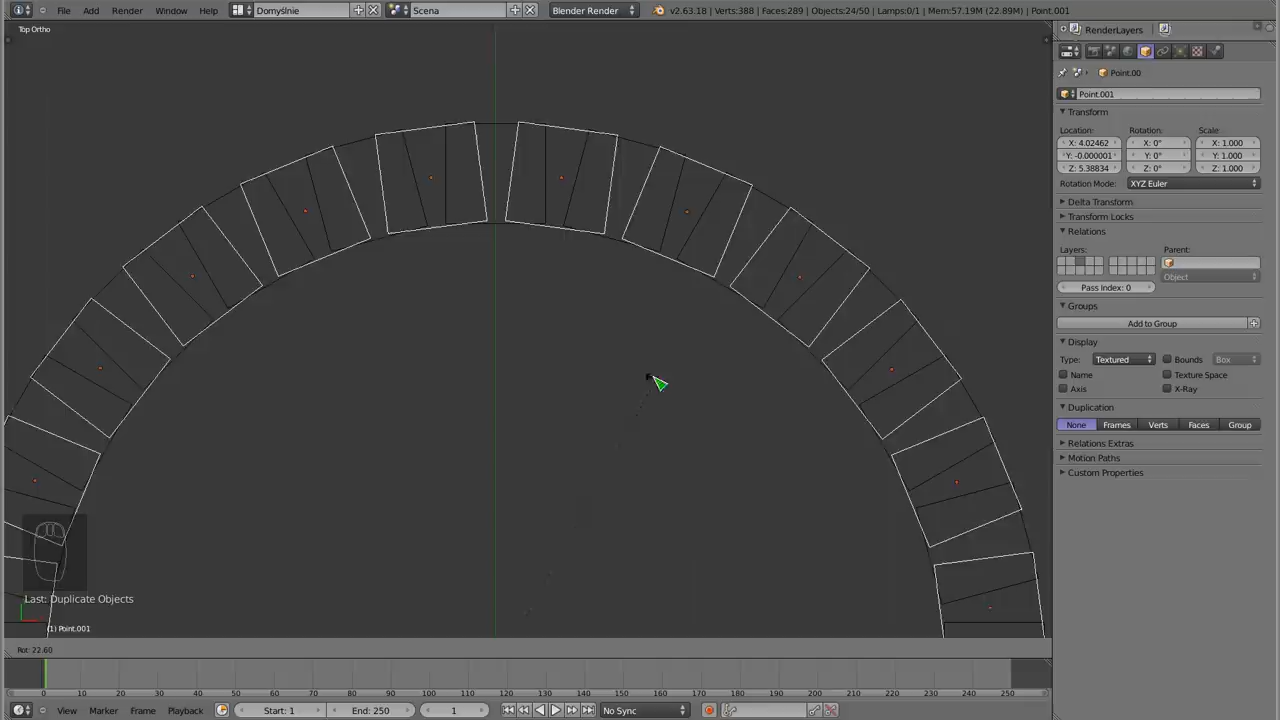 File Add Render Window Help Domyślnie Scena Blender Render v2.63.18 | Verts:388 | Faces:289 | Objects:24/50 | Lamps:0/1 | Mem:57.19M (22.89M) | Point.001
Top Ortho
RenderLayers
Point.00
Point.001
Transform
Location: Rotation: Scale:
X: 4.02462 X: 0° X: 1.000
Y: -0.000001 Y: 0° Y: 1.000
Z: 5.38834 Z: 0° Z: 1.000
Rotation Mode: XYZ Euler
Delta Transform
Transform Locks
Relations
Layers: Parent:
Object
Pass Index: 0
Groups
Add to Group
Display
Type: Textured Bounds Box
Name Texture Space
Axis X-Ray
Duplication
None Frames Verts Faces Group
Relations Extras
Motion Paths
Custom Properties
Last: Duplicate Objects
(1) Point.001
Rot: 22.60
0 10 20 30 40 50 60 70 80 90 100 110 120 130 140 150 160 170 180 190 200 210 220 230 240 250
View Marker Frame Playback Start: 1 End: 250 1 No Sync